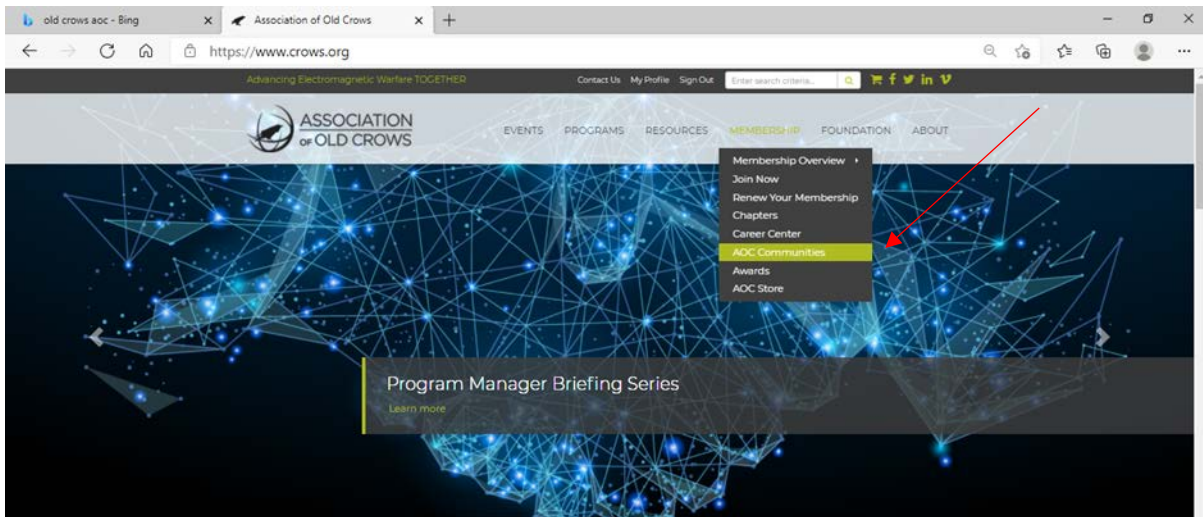 old crows aoc - Bing
Association of Old Crows
https://www.crows.org
Advancing Electromagnetic Warfare TOGETHER
Contact Us My Profile Sign Out Enter search criteria...
ASSOCIATION
OF OLD CROWS
EVENTS PROGRAMS RESOURCES MEMBERSHIP FOUNDATION ABOUT
Membership Overview
Join Now
Renew Your Membership
Chapters
Career Center
AOC Communities
Awards
AOC Store
Program Manager Briefing Series
Learn more